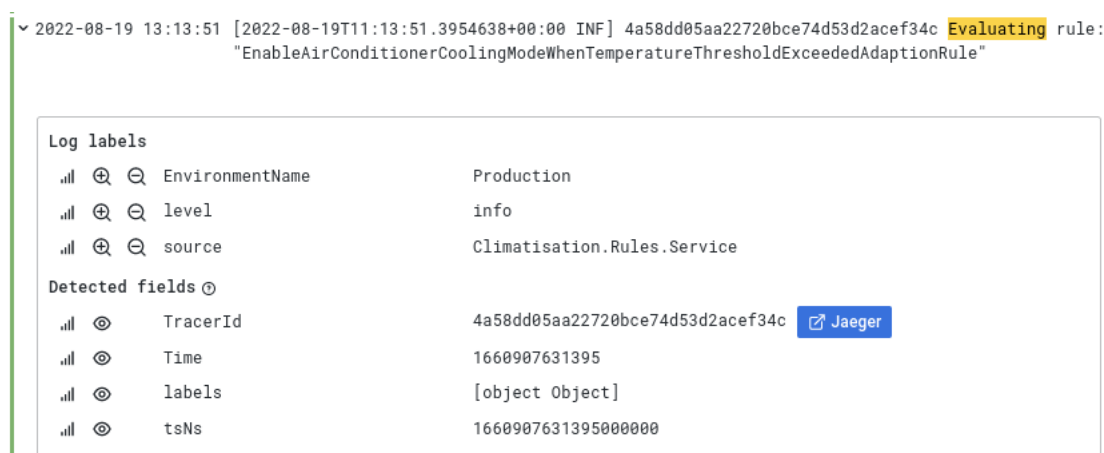 2022-08-19 13:13:51 [2022-08-19T11:13:51.3954638+00:00 INF] 4a58dd05aa22720bce74d53d2acef34c Evaluating rule:
"EnableAirConditionerCoolingModeWhenTemperatureThresholdExceededAdaptionRule"
Log labels
EnvironmentName Production
level info
source Climatisation.Rules.Service
Detected fields
TracerId 4a58dd05aa22720bce74d53d2acef34c Jaeger
Time 1660907631395
labels [object Object]
tsNs 1660907631395000000